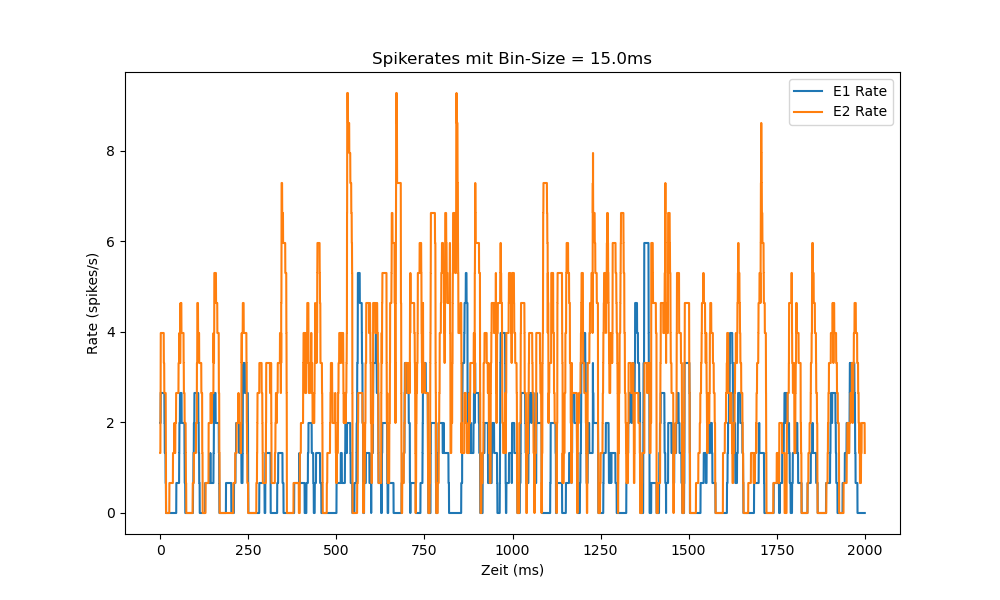 Spikerates mit Bin-Size = 15.0ms
E1 Rate
E2 Rate
Rate (spikes/s)
8
6
4
2
0
0 250 500 750 1000 1250 1500 1750 2000
Zeit (ms)